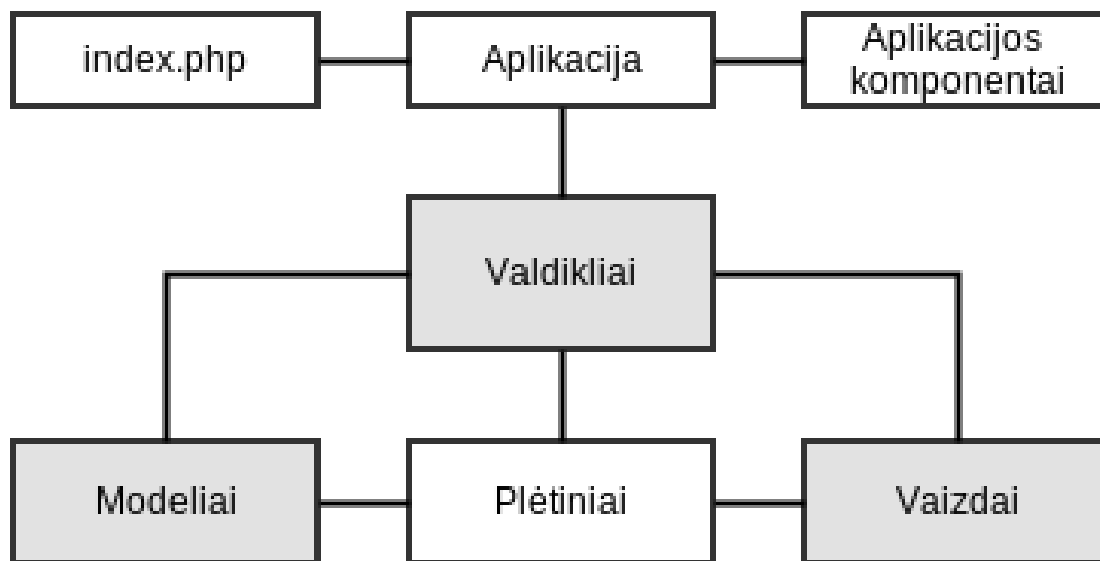 index.php
Aplikacija
Aplikacijos
komponentai
Valdikliai
Modeliai
Plėtiniai
Vaizdai